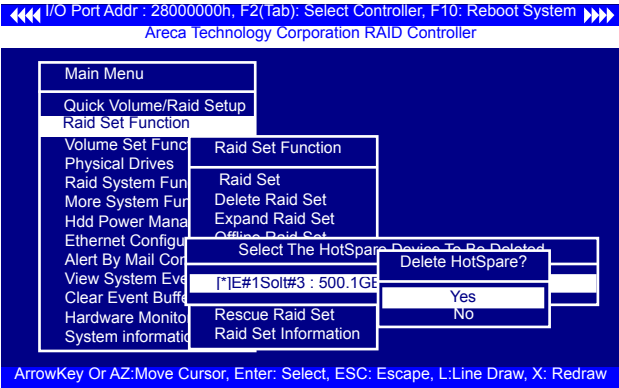 I/O Port Addr : 28000000h, F2(Tab): Select Controller, F10: Reboot System
Areca Technology Corporation RAID Controller
Main Menu
Quick Volume/Raid Setup
Raid Set Function
Volume Set Func
Physical Drives
Raid System Fun
More System Fun
Hdd Power Mana
Ethernet Configu
Alert By Mail Con
View System Eve
Clear Event Buffe
Hardware Monito
System informatio
Raid Set Function
Raid Set
Delete Raid Set
Expand Raid Set
Offline Raid Set
Select The HotSpare Device To Be Deleted
[*]E#1Solt#3 : 500.1GB
Rescue Raid Set
Raid Set Information
Delete HotSpare?
Yes
No
ArrowKey Or AZ:Move Cursor, Enter: Select, ESC: Escape, L:Line Draw, X: Redraw